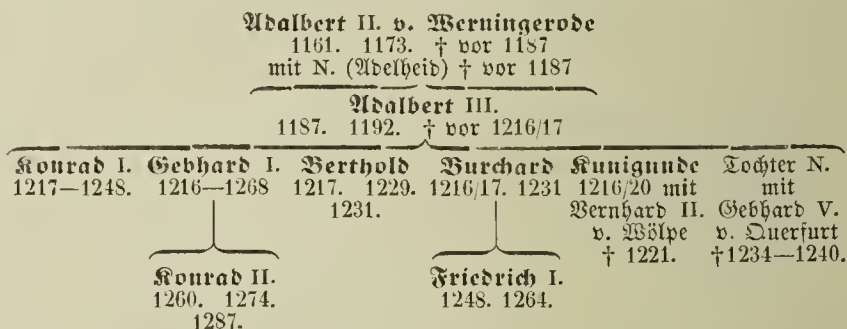 Adalbert II. v. Werningerode
1161. 1173. † vor 1187
mit N. (Adelheid) † vor 1187
Adalbert III.
1187. 1192. † vor 1216/17
Konrad I. Gebhard I. Berthold Burchard Kunigunde Tochter N.
1217—1248. 1216—1268 1217. 1229. 1216/17. 1231 1216/20 mit mit
1231. Bernhard II. Gebhard V.
v. Wölpe v. Querfurt
† 1221. †1234—1240.
Konrad II. Friedrich I.
1260. 1274. 1248. 1264.
1287.